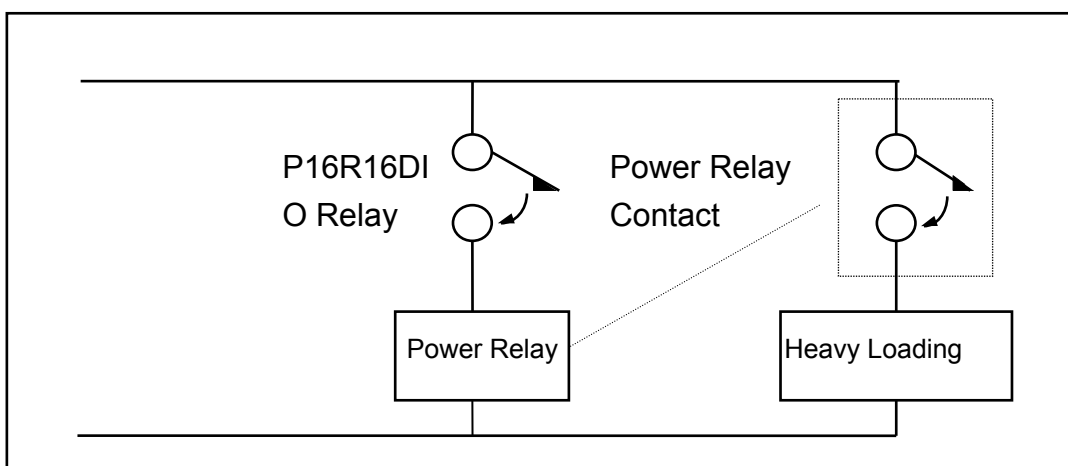 P16R16DI
O Relay
Power Relay
Contact
Power Relay
Heavy Loading